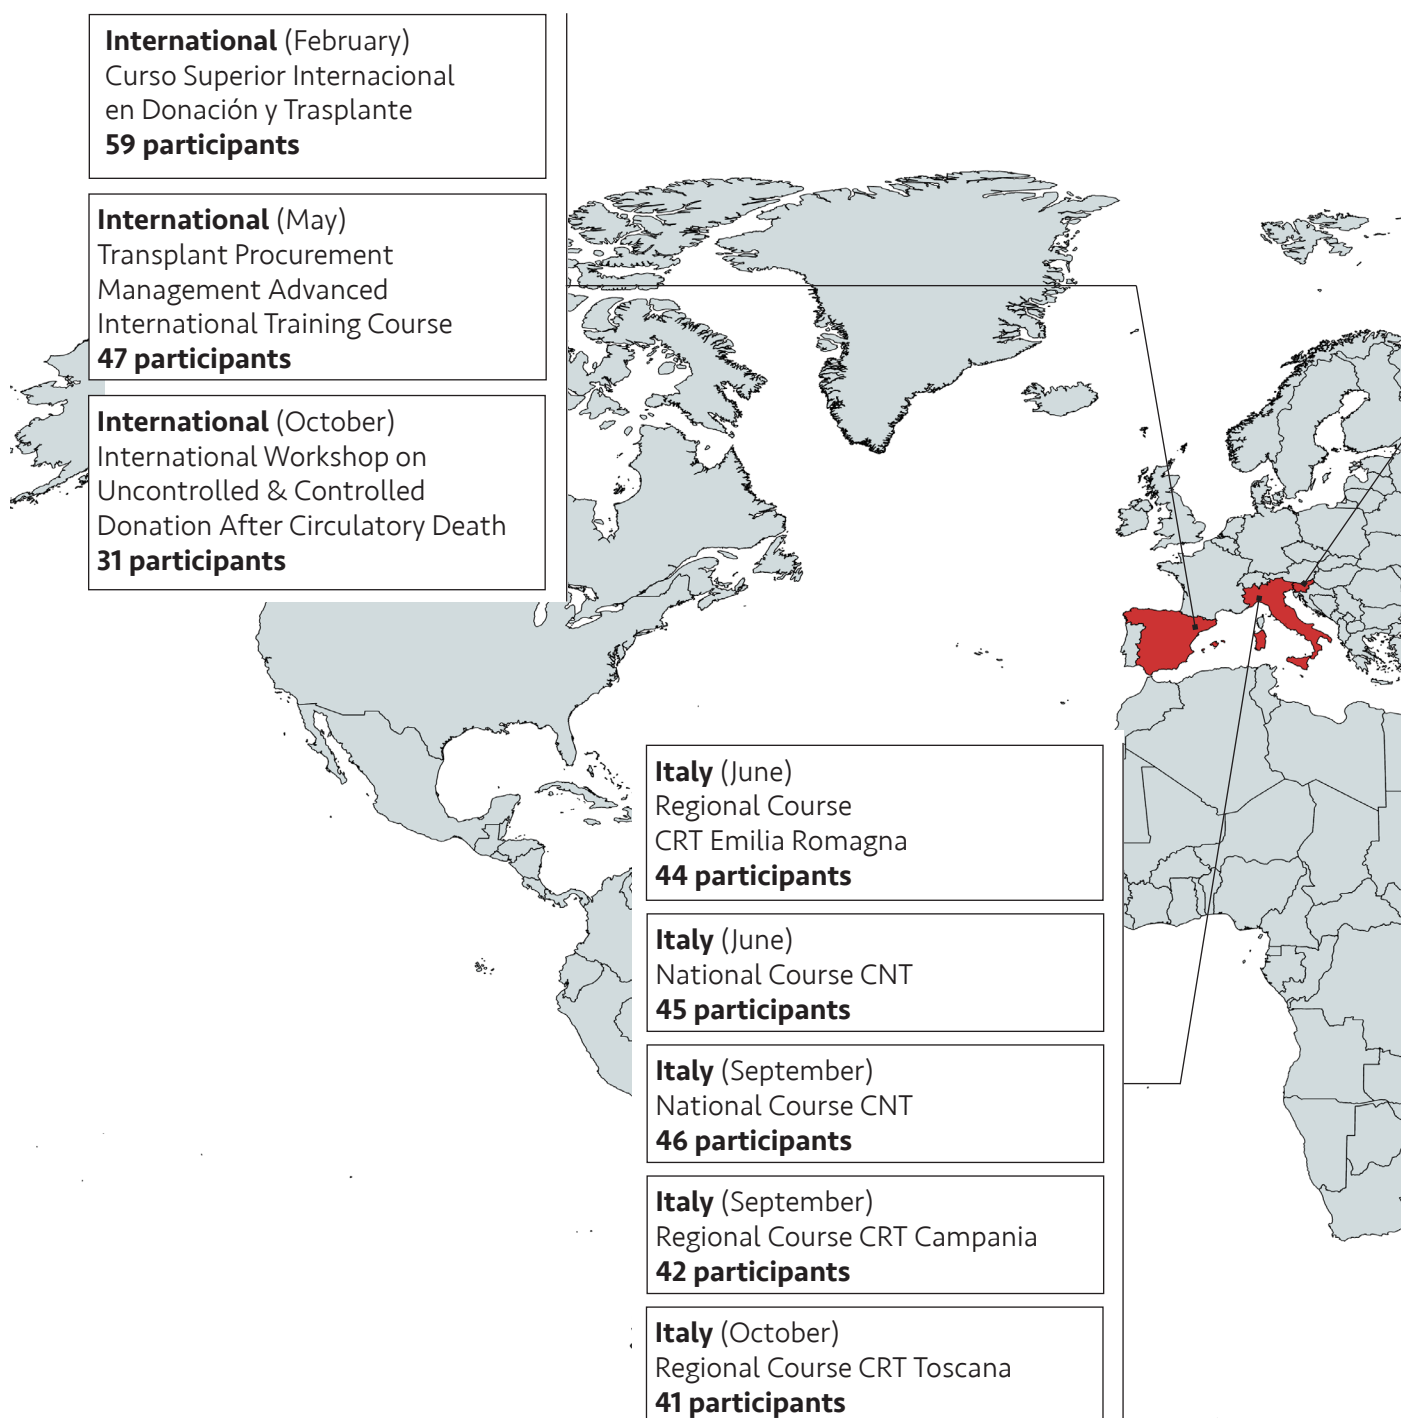 International (February)
Curso Superior Internacional
en Donación y Trasplante
59 participants
International (May)
Transplant Procurement
Management Advanced
International Training Course
47 participants
International (October)
International Workshop on
Uncontrolled & Controlled
Donation After Circulatory Death
31 participants
Italy (June)
Regional Course
CRT Emilia Romagna
44 participants
Italy (June)
National Course CNT
45 participants
Italy (September)
National Course CNT
46 participants
Italy (September)
Regional Course CRT Campania
42 participants
Italy (October)
Regional Course CRT Toscana
41 participants